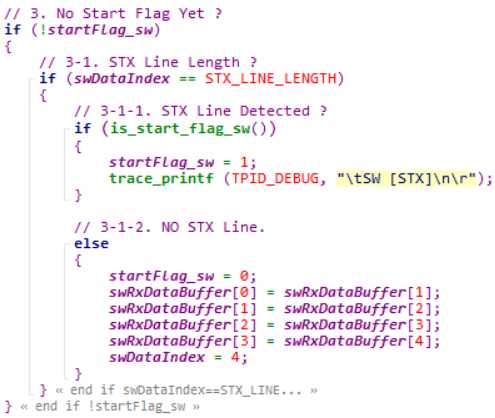 // 3. No Start Flag Yet ?
if (!startFlag_sw)
{
// 3-1. STX Line Length ?
if (swDataIndex == STX_LINE_LENGTH)
{
// 3-1-1. STX Line Detected ?
if (is_start_flag_sw())
{
startFlag_sw = 1;
trace_printf (TPID_DEBUG, "\tSW [STX]\n\r");
}
// 3-1-2. NO STX Line.
else
{
startFlag_sw = 0;
swRxDataBuffer[0] = swRxDataBuffer[1];
swRxDataBuffer[1] = swRxDataBuffer[2];
swRxDataBuffer[2] = swRxDataBuffer[3];
swRxDataBuffer[3] = swRxDataBuffer[4];
swDataIndex = 4;
}
} « end if swDataIndex==STX_LINE... »
} « end if !startFlag_sw »